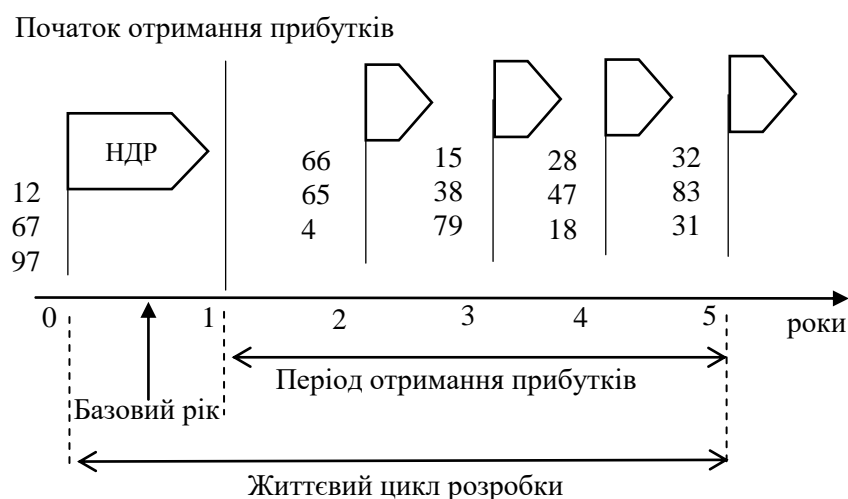 Початок отримання прибутків
НДР
12
67
97
66
65
4
15
38
79
28
47
18
32
83
31
0 1 2 3 4 5 роки
Період отримання прибутків
Базовий рік
Життєвий цикл розробки